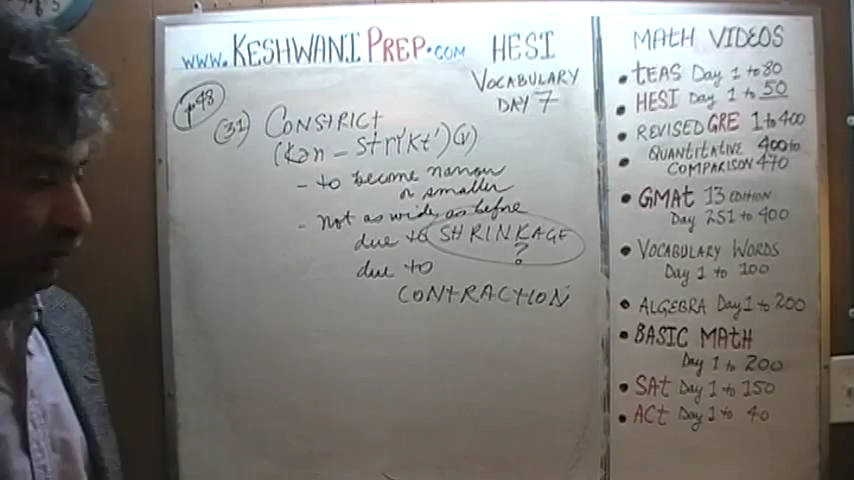 www.KESHWANIPREP.com HESI
VOCABULARY
DAY 7
p48
(31) CONSTRICT
(kən - strikt') (v)
- to become narrow
or smaller
- not as wide as before
due to SHRINKAGE
?
due to
CONTRACTION
MATH VIDEOS
• tEAS Day 1 to 80
• HESI Day 1 to 50
• REVISED GRE 1 to 400
• QUANTITATIVE 400 to
COMPARISON 470
• GMAt 13 EDITION
Day 251 to 400
• VOCABULARY WORDS
Day 1 to 100
• ALGEBRA Day 1 to 200
• BASIC MAtH
Day 1 to 200
• SAt Day 1 to 150
• ACt Day 1 to 40